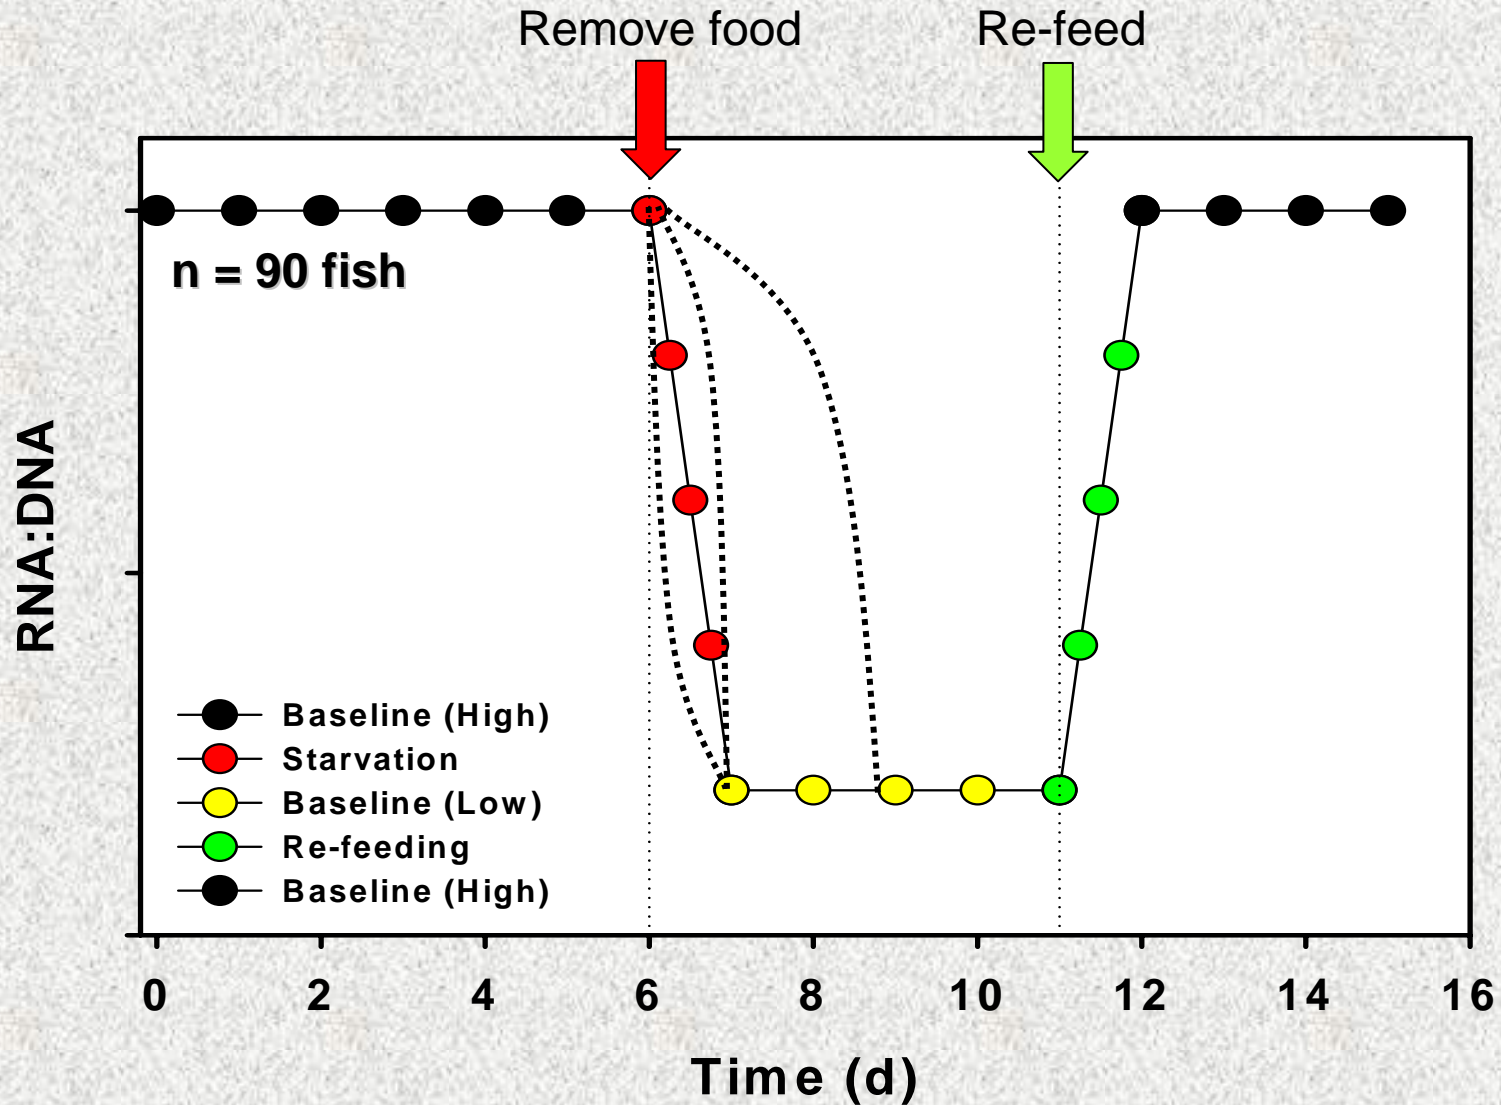 Remove food
Re-feed
n = 90 fish
RNA:DNA
Baseline (High)
Starvation
Baseline (Low)
Re-feeding
Baseline (High)
0 2 4 6 8 10 12 14 16
Time (d)